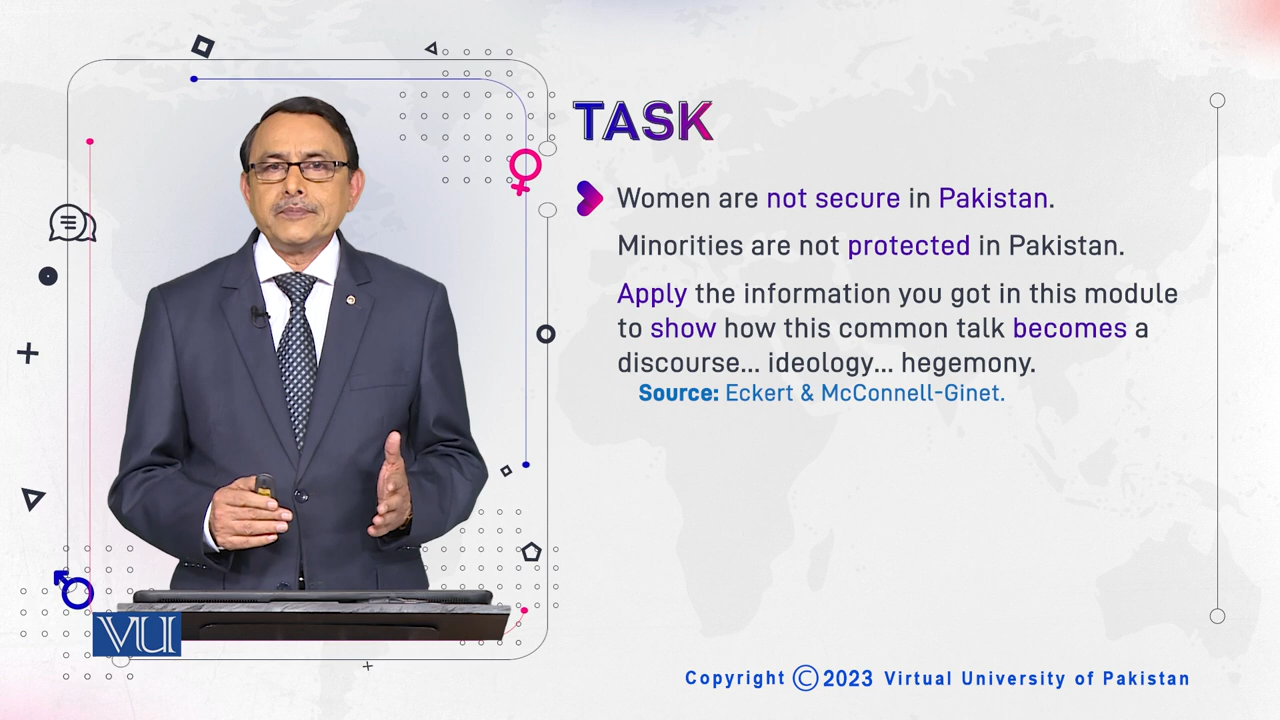 TASK
Women are not secure in Pakistan.
Minorities are not protected in Pakistan.
Apply the information you got in this module
to show how this common talk becomes a
discourse... ideology... hegemony.
Source: Eckert & McConnell-Ginet.
VU
Copyright ©2023 Virtual University of Pakistan